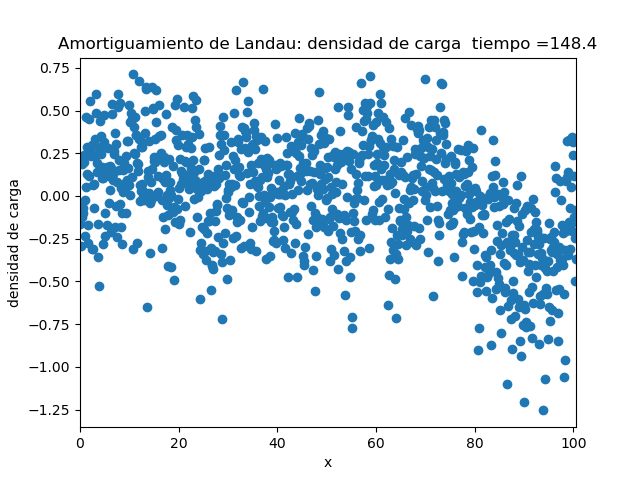 Amortiguamiento de Landau: densidad de carga  tiempo =148.4
0.75
0.50
0.25
0.00
−0.25
−0.50
−0.75
−1.00
−1.25
densidad de carga
0 20 40 60 80 100
x